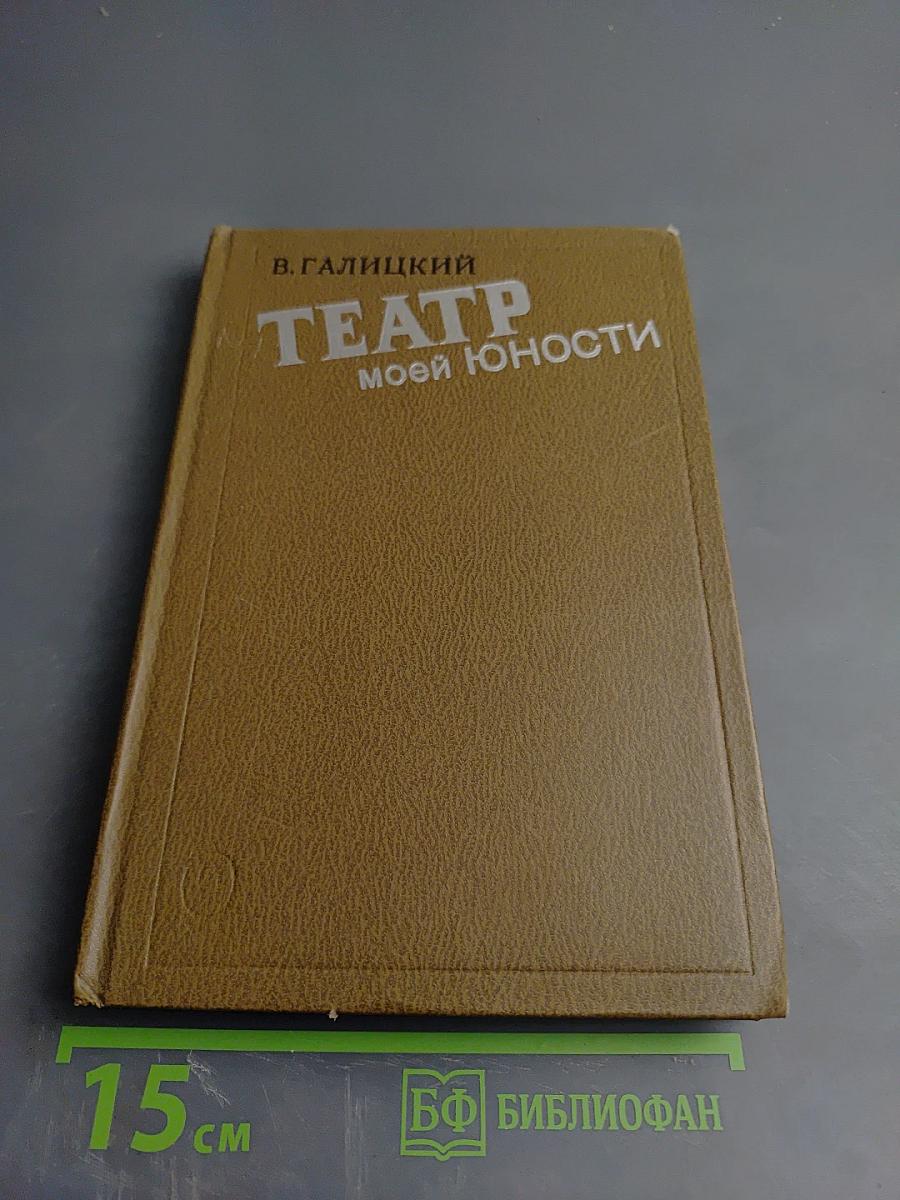 В. ГАЛИЦКИЙ
ТЕАТР
моей ЮНОСТИ
15 см
БФ БИБЛИОФАН